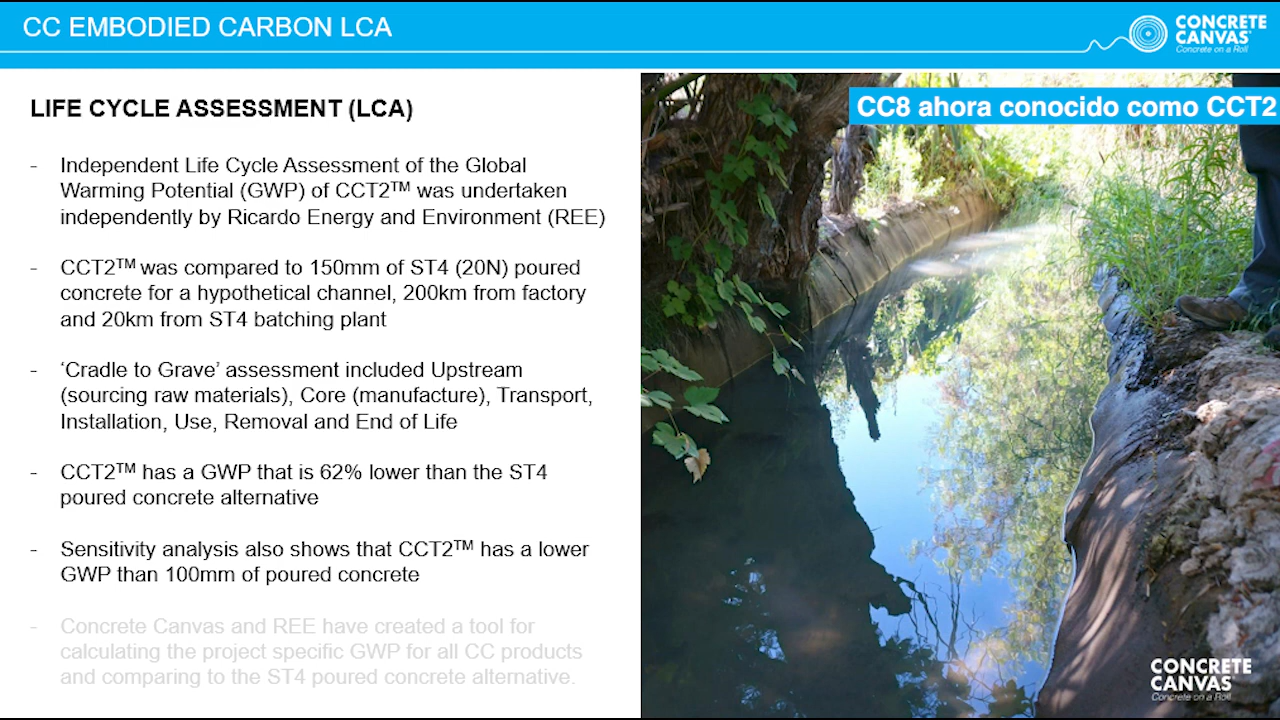 CC EMBODIED CARBON LCA
CONCRETE
CANVAS®
Concrete on a Roll
CC8 ahora conocido como CCT2
LIFE CYCLE ASSESSMENT (LCA)
- Independent Life Cycle Assessment of the Global
Warming Potential (GWP) of CCT2™ was undertaken
independently by Ricardo Energy and Environment (REE)
- CCT2™ was compared to 150mm of ST4 (20N) poured
concrete for a hypothetical channel, 200km from factory
and 20km from ST4 batching plant
- ‘Cradle to Grave’ assessment included Upstream
(sourcing raw materials), Core (manufacture), Transport,
Installation, Use, Removal and End of Life
- CCT2™ has a GWP that is 62% lower than the ST4
poured concrete alternative
- Sensitivity analysis also shows that CCT2™ has a lower
GWP than 100mm of poured concrete
- Concrete Canvas and REE have created a tool for
calculating the project specific GWP for all CC products
and comparing to the ST4 poured concrete alternative.
CONCRETE
CANVAS®
Concrete on a Roll